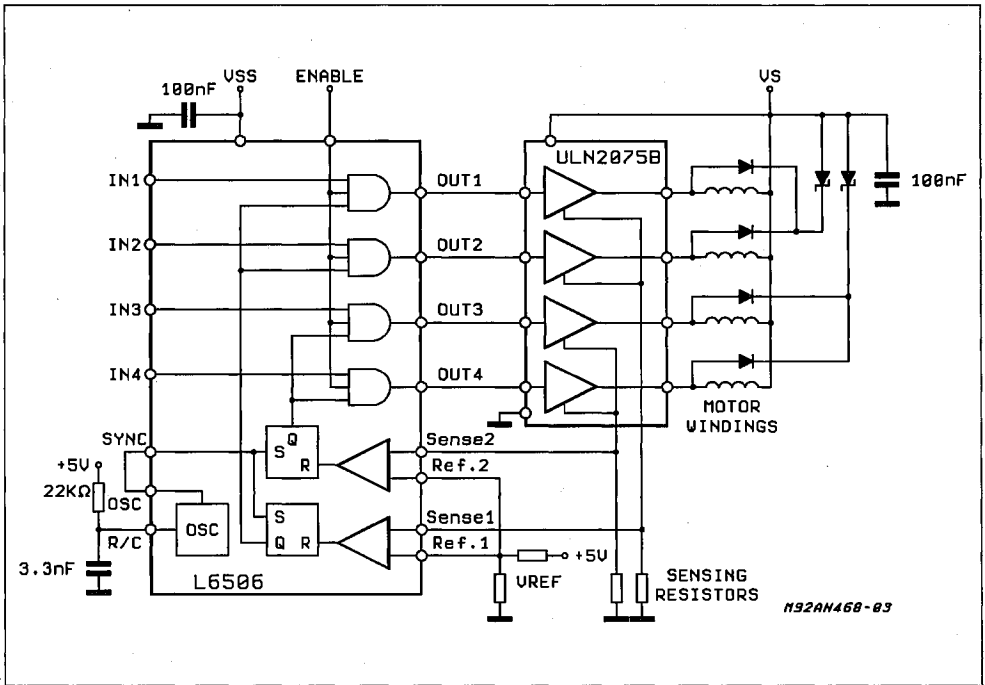 VSS
ENABLE
VS
100nF
ULN2075B
IN1
OUT1
100nF
IN2
OUT2
IN3
OUT3
IN4
OUT4
MOTOR
WINDINGS
SYNC
Q
S
R
Sense2
Ref.2
+5V
22KΩ
OSC
R/C
OSC
S
Q
R
Sense1
Ref.1
+5V
3.3nF
L6506
VREF
SENSING
RESISTORS
M92AN468-03